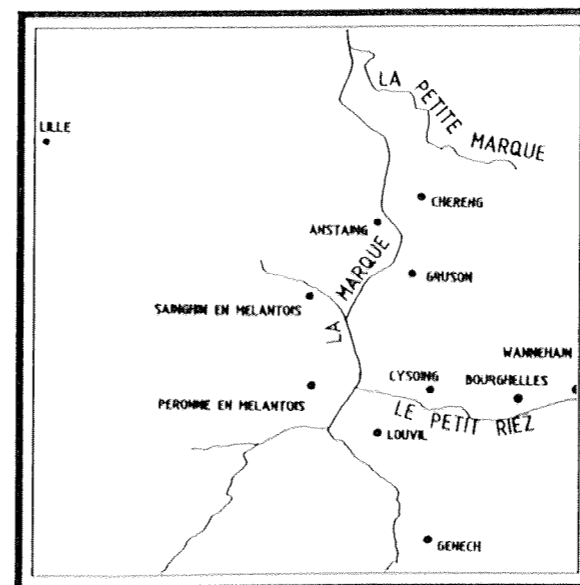 LA PETITE MARQUE
LILLE
CHERENG
ANSTAING
LA MARQUE
GRUSON
SAINGHIN EN MELANTOIS
WANNEHAIN
CYSOING
BOURGHELLES
PERONNE EN MELANTOIS
LE PETIT RIEZ
LOUVIL
GENECH